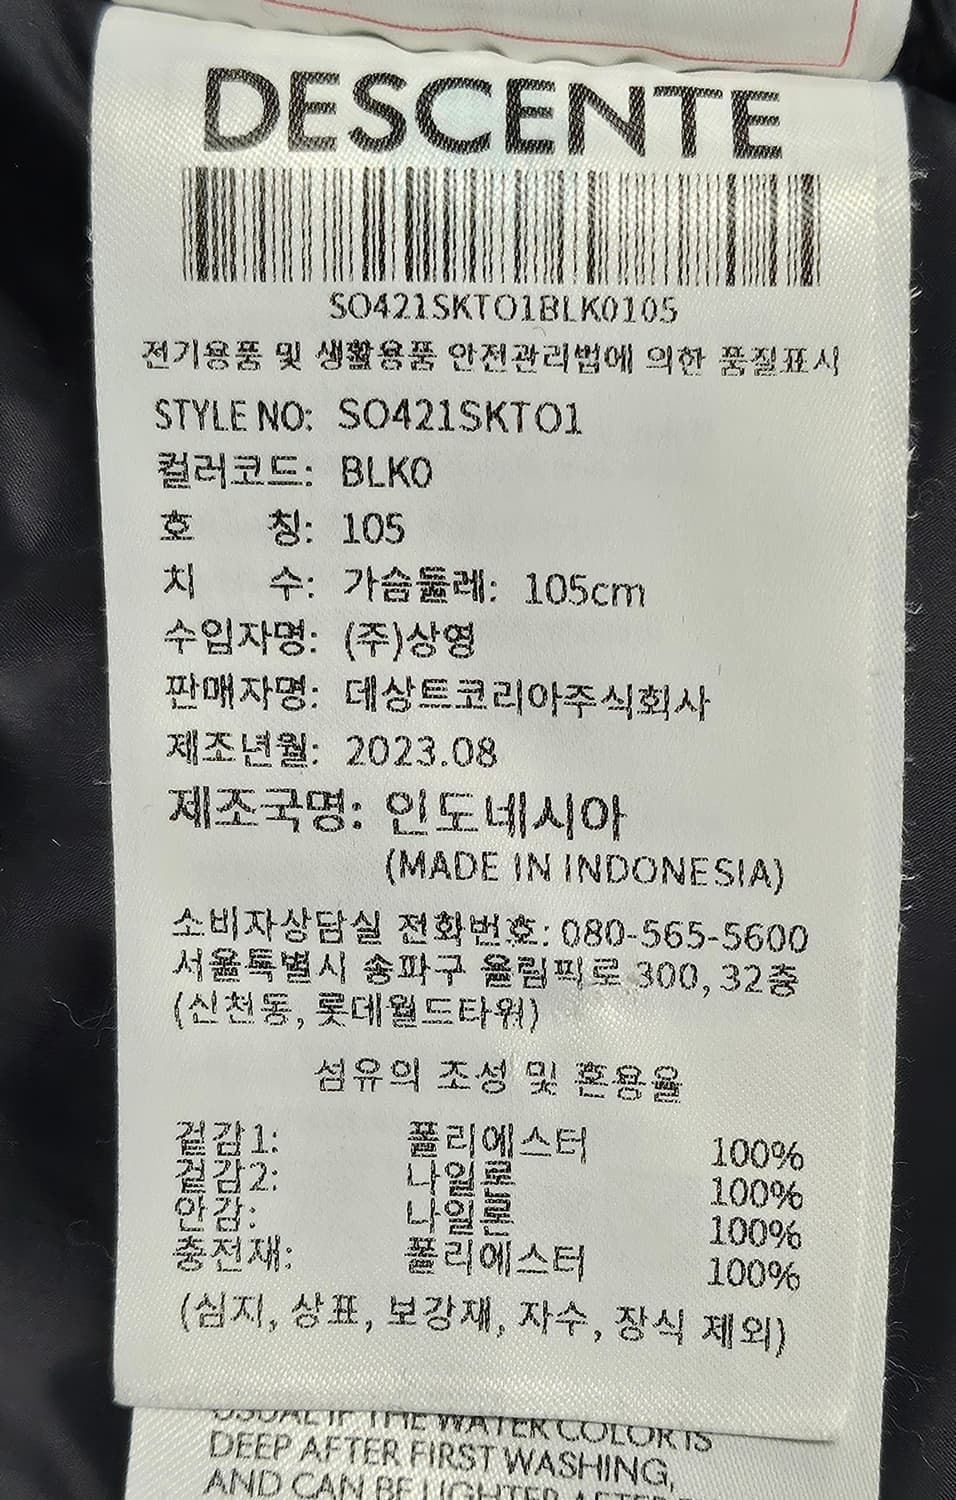 DESCENTE
SO421SKTO1BLK0105
전기용품 및 생활용품 안전관리법에 의한 품질표시
STYLE NO: SO421SKTO1
컬러코드: BLK0
호 칭: 105
치 수: 가슴둘레: 105cm
수입자명: (주)상영
판매자명: 데상트코리아주식회사
제조년월: 2023.08
제조국명: 인도네시아
(MADE IN INDONESIA)
소비자상담실 전화번호: 080-565-5600
서울특별시 송파구 올림픽로 300, 32층
(신천동, 롯데월드타워)
섬유의 조성 및 혼용율
겉감1: 폴리에스터 100%
겉감2: 나일론 100%
안감: 나일론 100%
충전재: 폴리에스터 100%
(심지, 상표, 보강재, 자수, 장식 제외)
USUAL IF THE WATER COLOR IS
DEEP AFTER FIRST WASHING,
AND CAN BE LIGHTER AFTER